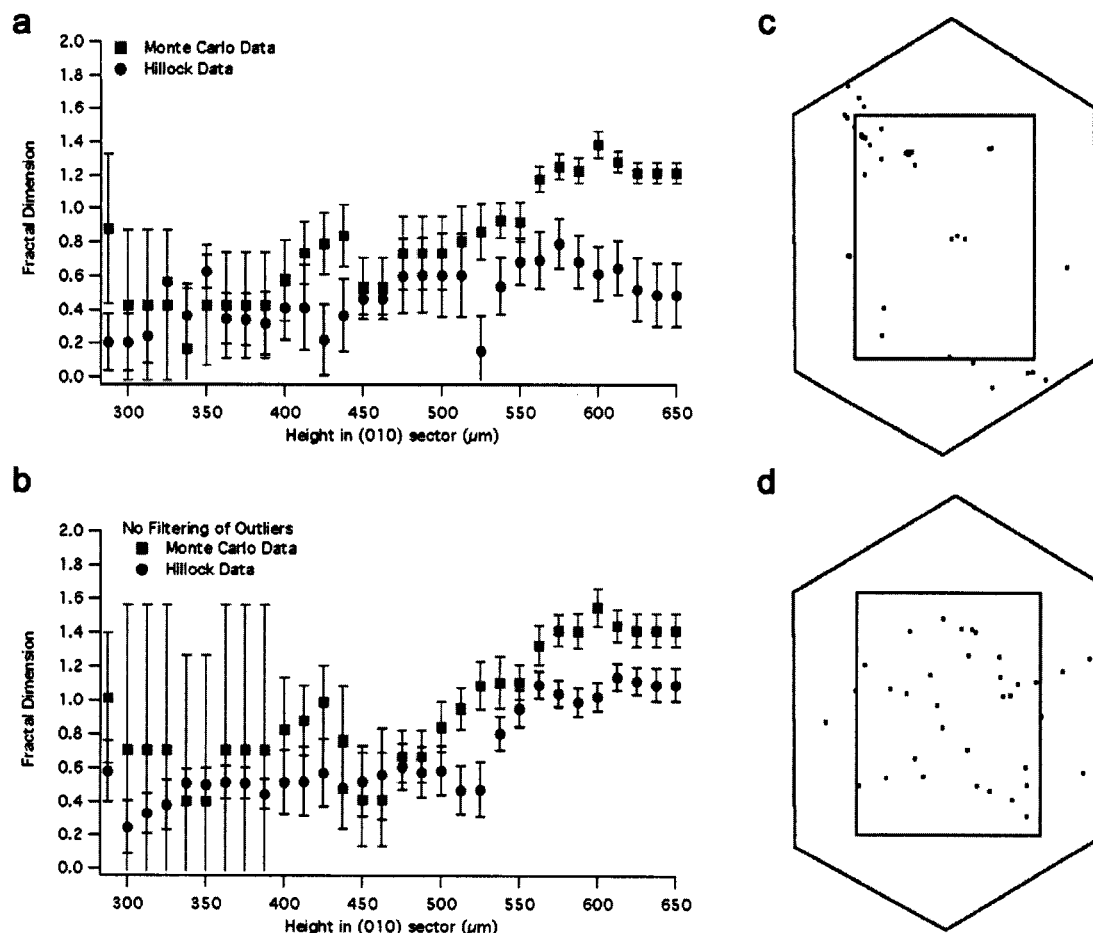 a
2.0
1.8
1.6
1.4
1.2
1.0
0.8
0.6
0.4
0.2
0.0
Fractal Dimension
Monte Carlo Data
Hillock Data
300 350 400 450 500 550 600 650
Height in (010) sector (µm)
b
2.0
1.8
1.6
1.4
1.2
1.0
0.8
0.6
0.4
0.2
0.0
Fractal Dimension
No Filtering of Outliers
Monte Carlo Data
Hillock Data
300 350 400 450 500 550 600 650
Height in (010) sector (µm)
c
d